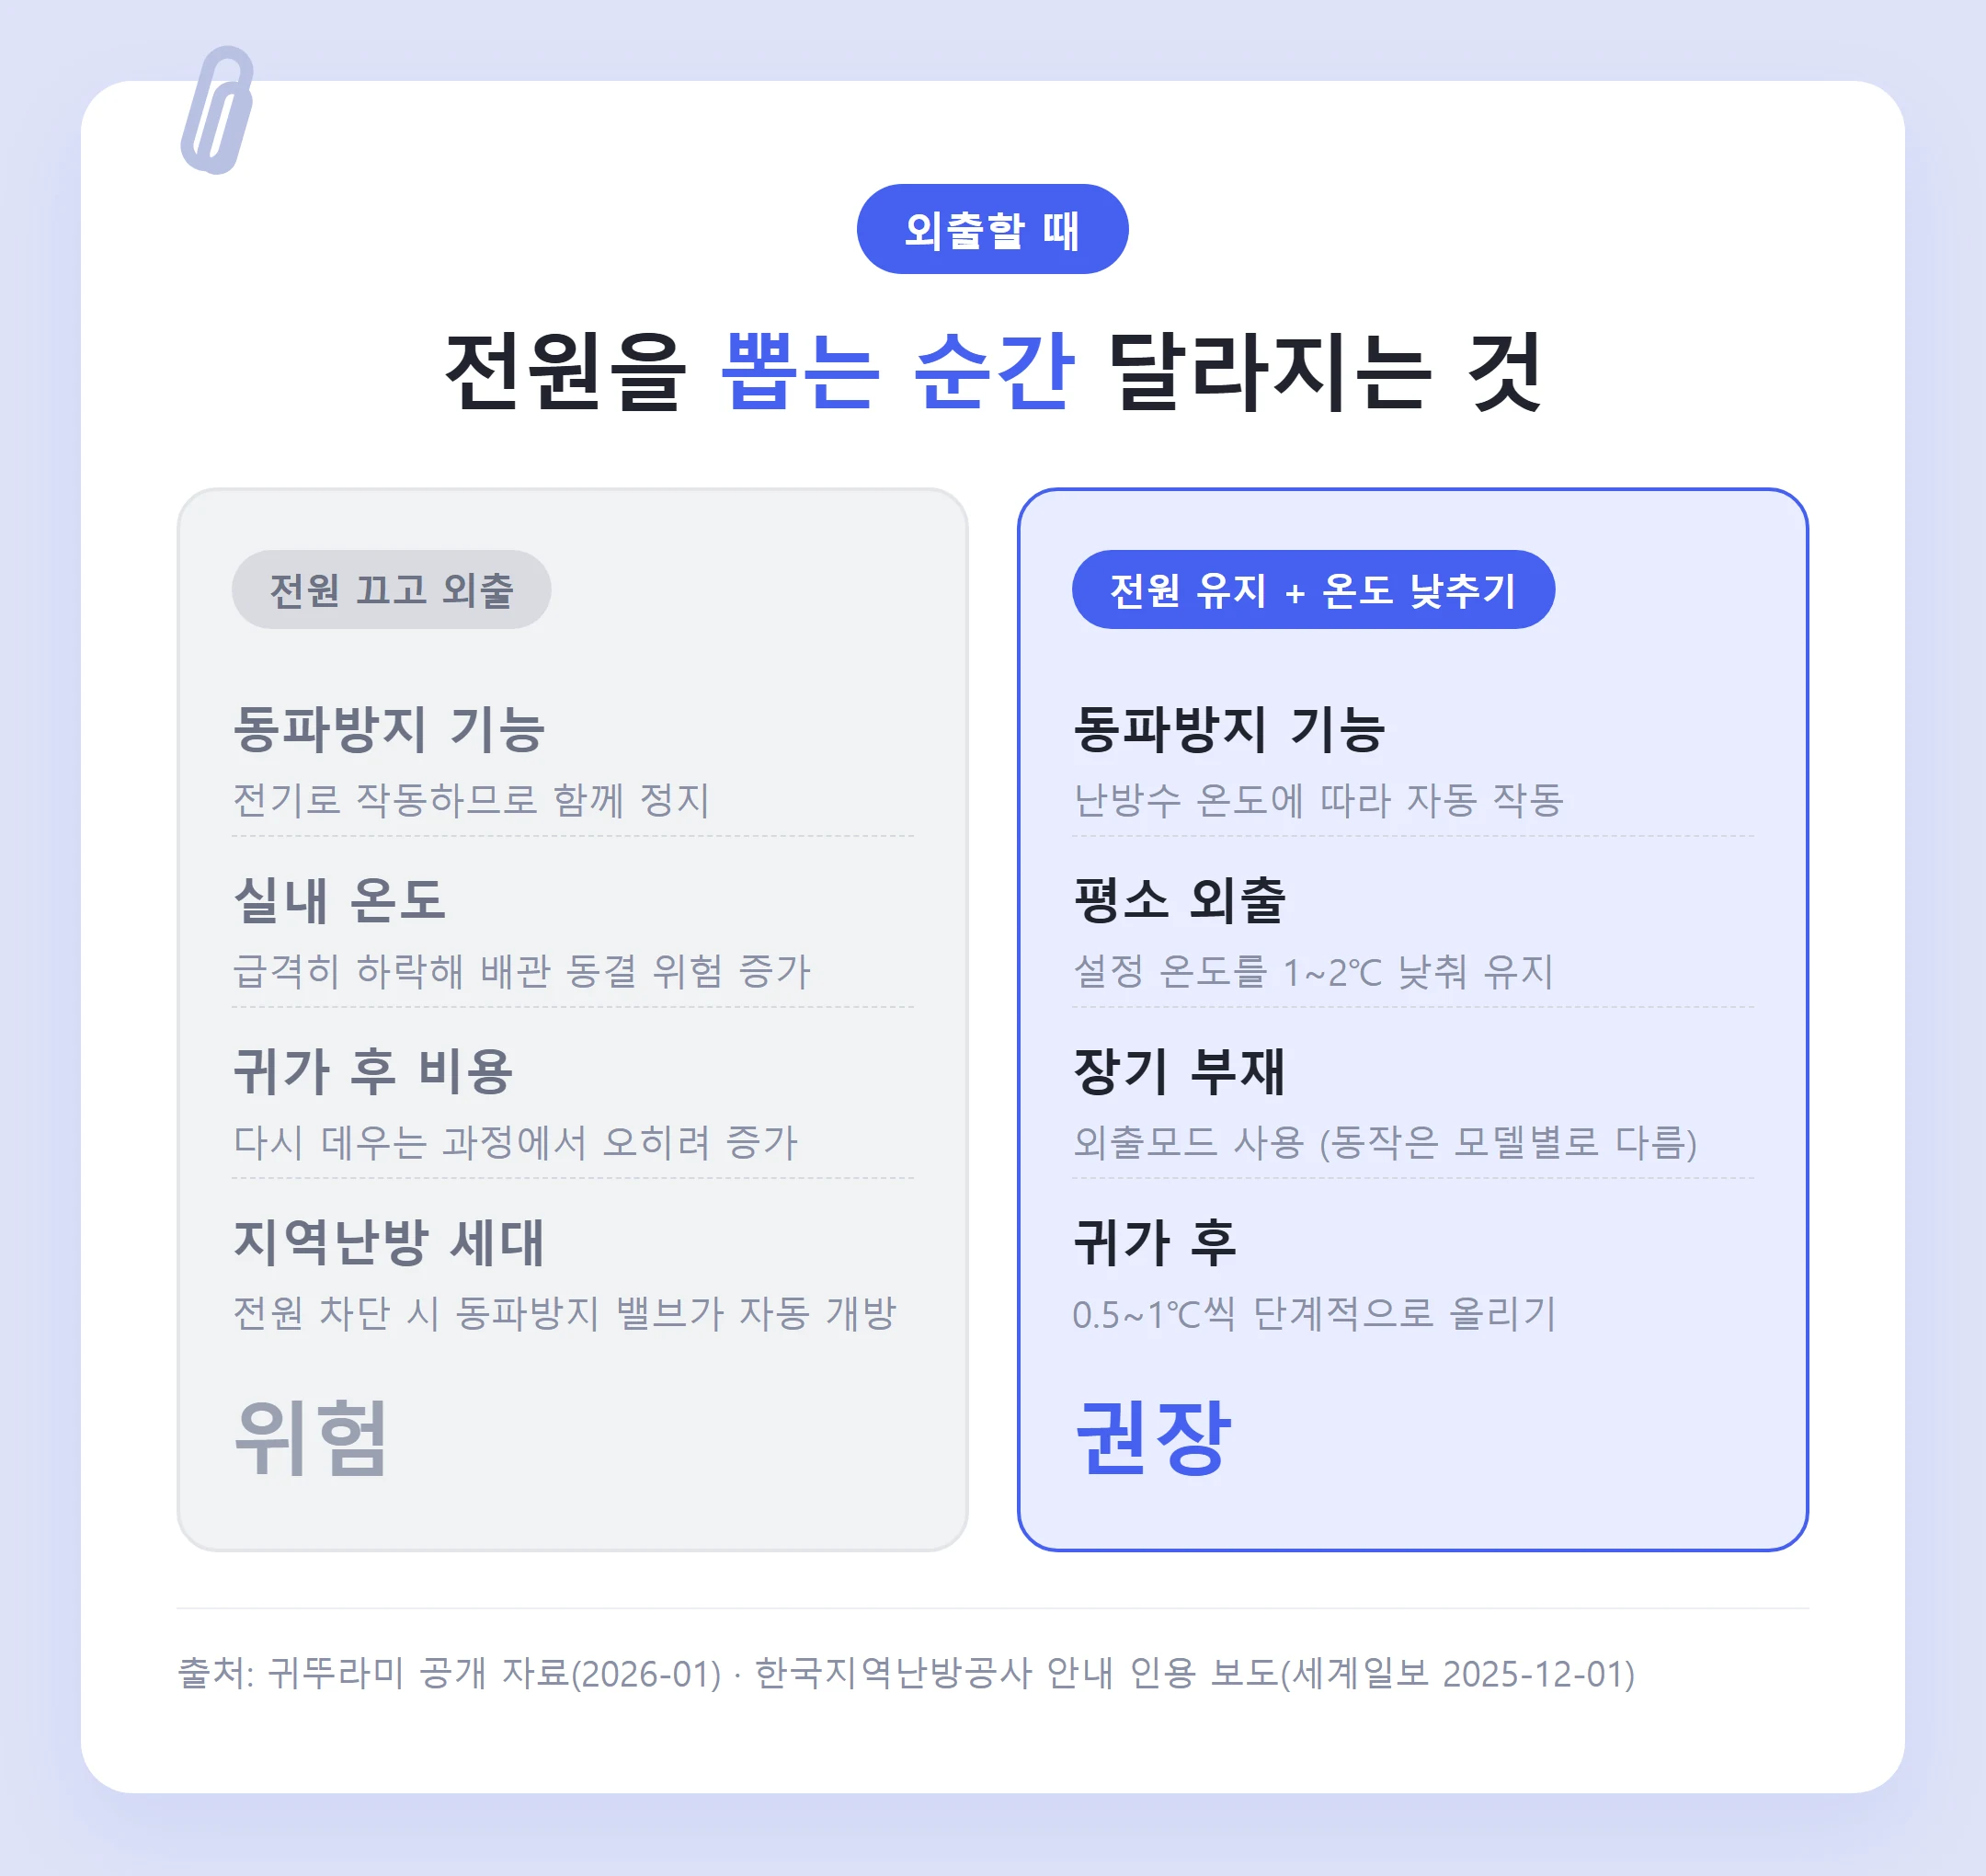 외출할 때
전원을 뽑는 순간 달라지는 것
전원 끄고 외출
동파방지 기능
전기로 작동하므로 함께 정지
실내 온도
급격히 하락해 배관 동결 위험 증가
귀가 후 비용
다시 데우는 과정에서 오히려 증가
지역난방 세대
전원 차단 시 동파방지 밸브가 자동 개방
위험
전원 유지 + 온도 낮추기
동파방지 기능
난방수 온도에 따라 자동 작동
평소 외출
설정 온도를 1~2℃ 낮춰 유지
장기 부재
외출모드 사용 (동작은 모델별로 다름)
귀가 후
0.5~1℃씩 단계적으로 올리기
권장
출처: 귀뚜라미 공개 자료(2026-01) · 한국지역난방공사 안내 인용 보도(세계일보 2025-12-01)